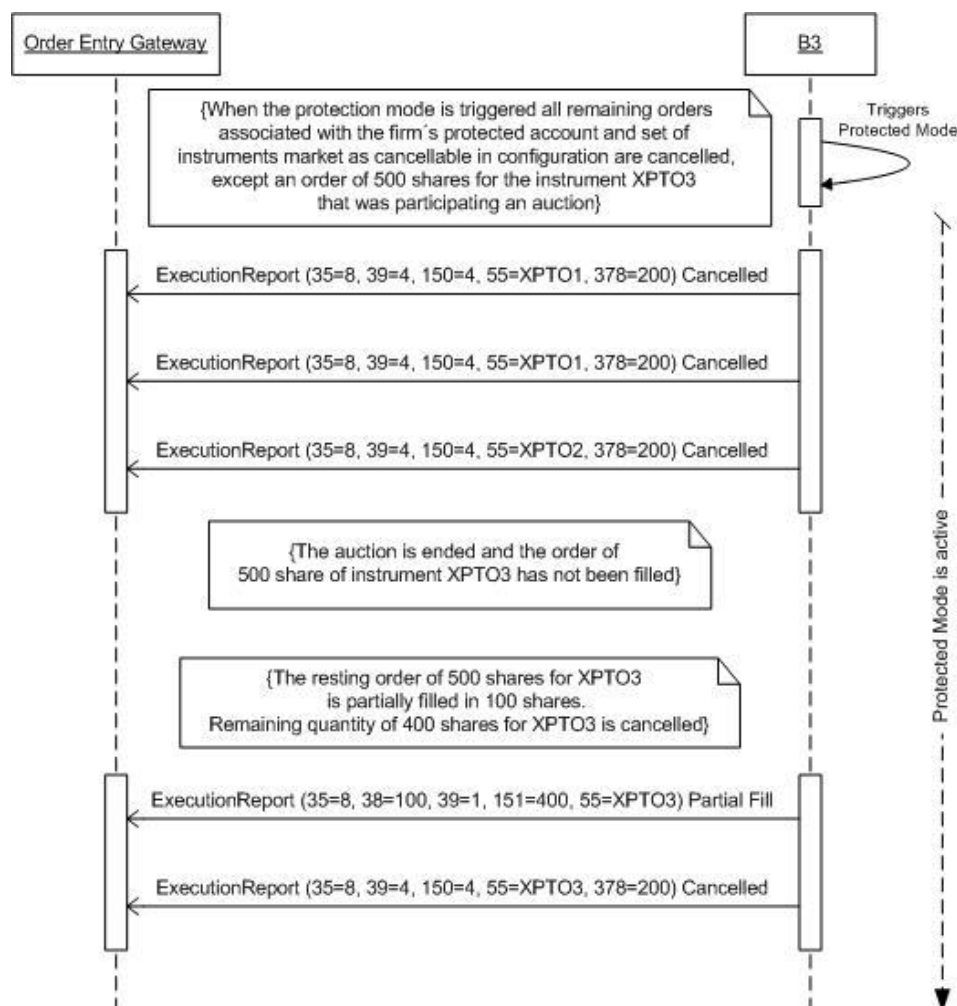 Order Entry Gateway
B3
{When the protection mode is triggered all remaining orders
associated with the firm´s protected account and set of
instruments market as cancellable in configuration are cancelled,
except an order of 500 shares for the instrument XPTO3
that was participating an auction}
Triggers
Protected Mode
ExecutionReport (35=8, 39=4, 150=4, 55=XPTO1, 378=200) Cancelled
ExecutionReport (35=8, 39=4, 150=4, 55=XPTO1, 378=200) Cancelled
ExecutionReport (35=8, 39=4, 150=4, 55=XPTO2, 378=200) Cancelled
{The auction is ended and the order of
500 share of instrument XPTO3 has not been filled}
Protected Mode is active
{The resting order of 500 shares for XPTO3
is partially filled in 100 shares.
Remaining quantity of 400 shares for XPTO3 is cancelled}
ExecutionReport (35=8, 38=100, 39=1, 151=400, 55=XPTO3) Partial Fill
ExecutionReport (35=8, 39=4, 150=4, 55=XPTO3, 378=200) Cancelled